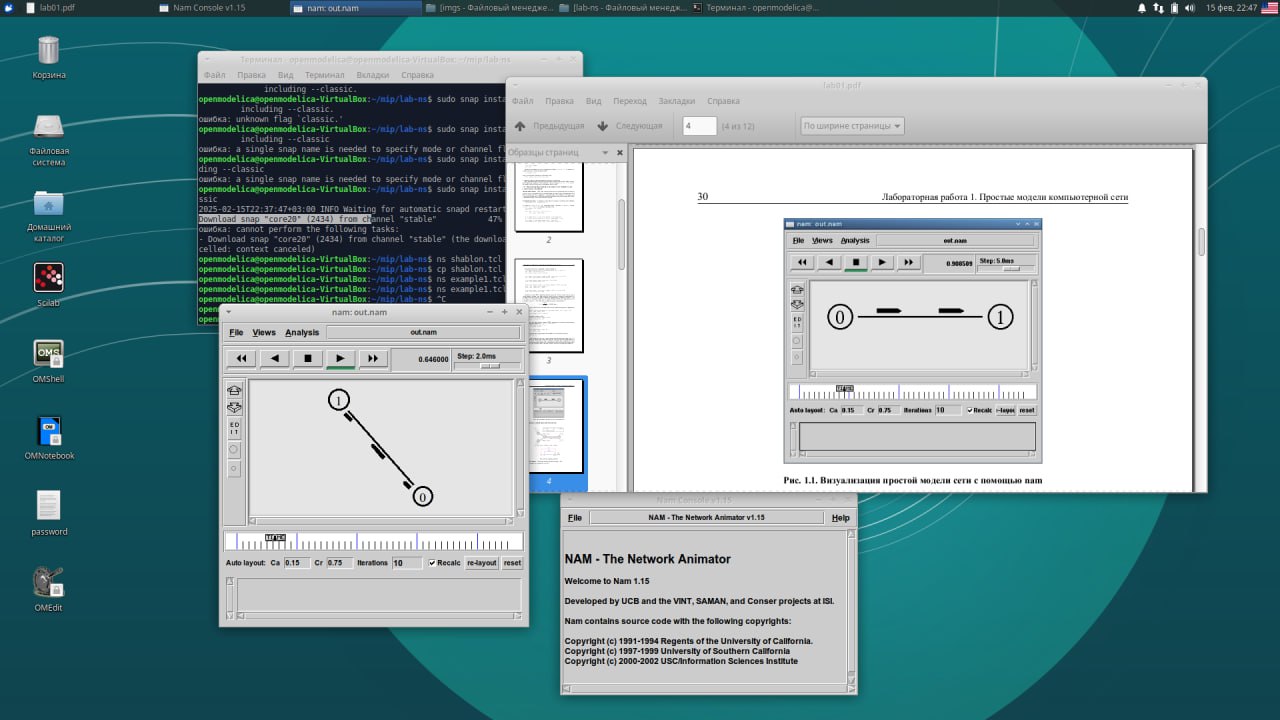 lab01.pdf
Nam Console v1.15
nam: out.nam
[imgs - Файловый менедже...
[lab-ns - Файловый менедж...
Терминал - openmodelica@...
15 фев, 22:47
Корзина
Файловая
система
Домашний
каталог
Scilab
OMShell
OMNotebook
password
OMEdit
Терминал - openmodelica@openmodelica-VirtualBox:~/mip/lab-ns
Файл Правка Вид Терминал Вкладки Справка
including --classic.
openmodelica@openmodelica-VirtualBox:~/mip/lab-ns$ sudo snap insta
including --classic.
ошибка: unknown flag `classic.'
openmodelica@openmodelica-VirtualBox:~/mip/lab-ns$ sudo snap insta
including --classic
ошибка: a single snap name is needed to specify mode or channel fl
openmodelica@openmodelica-VirtualBox:~/mip/lab-ns$ sudo snap insta
ding --classic
ошибка: a single snap name is needed to specify mode or channel fl
openmodelica@openmodelica-VirtualBox:~/mip/lab-ns$ sudo snap insta
ssic
INFO Waiting for automatic snapd restart
Download snap "core20" (2434) from channel "stable" 47%
ошибка: cannot perform the following tasks:
- Download snap "core20" (2434) from channel "stable" (the downloa
celled: context canceled)
openmodelica@openmodelica-VirtualBox:~/mip/lab-ns$ ns shablon.tcl
openmodelica@openmodelica-VirtualBox:~/mip/lab-ns$ cp shablon.tcl
openmodelica@openmodelica-VirtualBox:~/mip/lab-ns$ ns example1.tcl
openmodelica@openmodelica-VirtualBox:~/mip/lab-ns$ ns example1.tcl
openmodelica@openmodelica-VirtualBox:~/mip/lab-ns$ ^C
lab01.pdf
Файл Правка Вид Переход Закладки Справка
Предыдущая Следующая 4 (4 из 12) По ширине страницы
Образцы страниц
2
3
4
30 Лабораторная работа 1. Простые модели компьютерной сети
nam: out.nam
File Views Analysis out.nam
0.908509 Step: 5.0ms
ED
IT
0 1
Auto layout: Ca 0.15 Cr 0.75 Iterations 10 Recalc reset
Рис. 1.1. Визуализация простой модели сети с помощью nam
nam: out.nam
File Views Analysis out.nam
0.646000 Step: 2.0ms
ED
IT
1
0
Auto layout: Ca 0.15 Cr 0.75 Iterations 10 Recalc re-layout reset
Nam Console v1.15
File NAM - The Network Animator v1.15 Help
NAM - The Network Animator
Welcome to Nam 1.15
Developed by UCB and the VINT, SAMAN, and Conser projects at ISI.
Nam contains source code with the following copyrights:
Copyright (c) 1991-1994 Regents of the University of California.
Copyright (c) 1997-1999 University of Southern California
Copyright (c) 2000-2002 USC/Information Sciences Institute